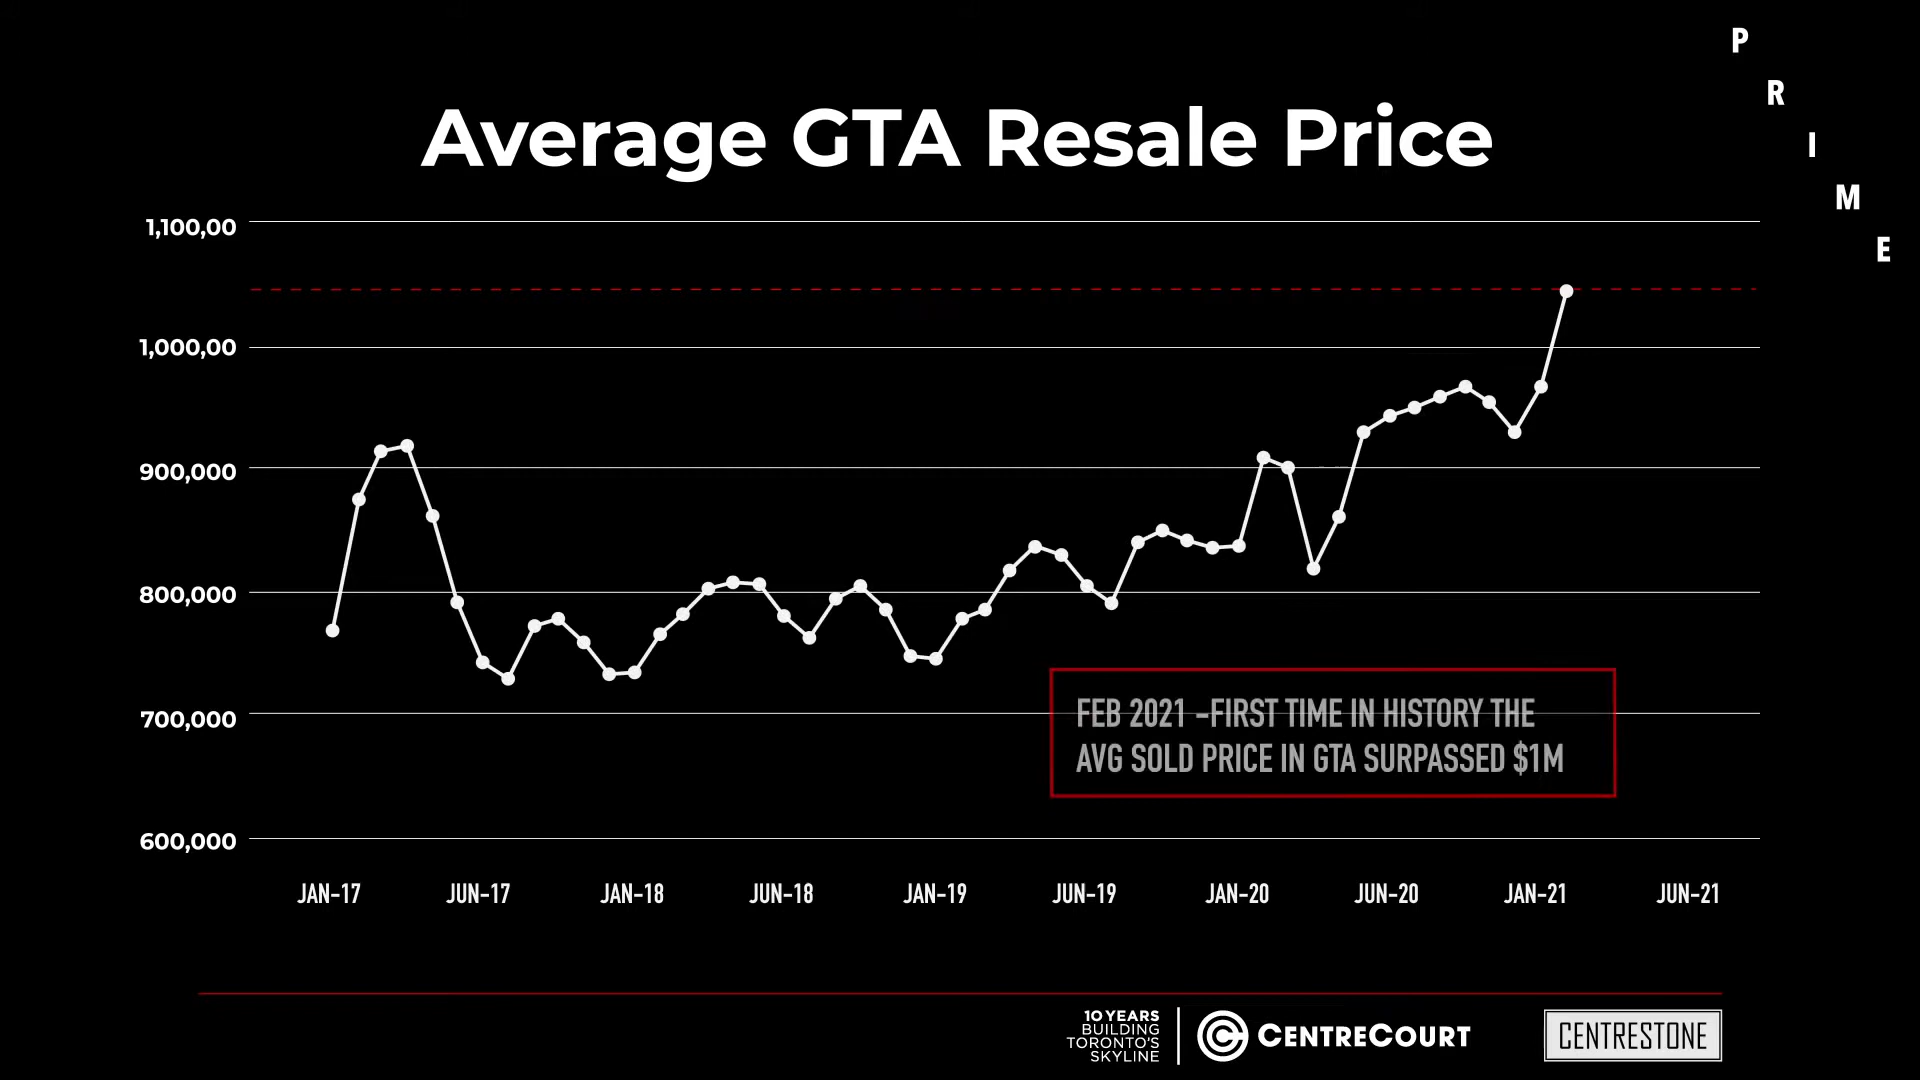 P
R
I
M
E
Average GTA Resale Price
1,100,00
1,000,00
900,000
800,000
700,000
600,000
FEB 2021 -FIRST TIME IN HISTORY THE
AVG SOLD PRICE IN GTA SURPASSED $1M
JAN-17 JUN-17 JAN-18 JUN-18 JAN-19 JUN-19 JAN-20 JUN-20 JAN-21 JUN-21
10 YEARS
BUILDING
TORONTO'S
SKYLINE
CENTRECOURT
CENTRESTONE